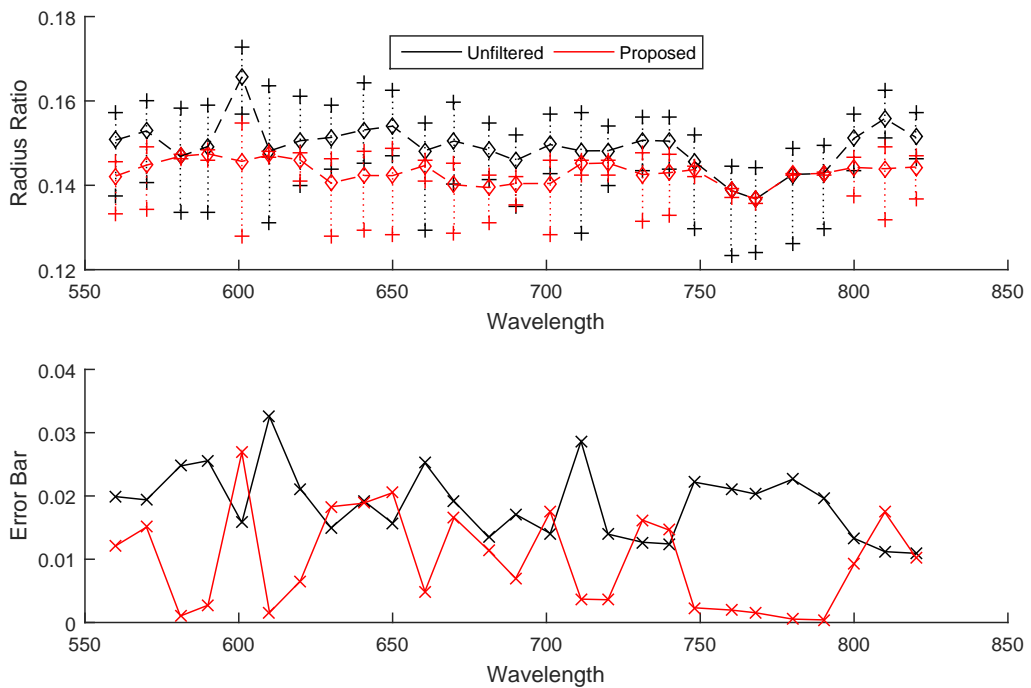 0.18
0.16
0.14
0.12
Radius Ratio
Unfiltered Proposed
550 600 650 700 750 800 850
Wavelength
0.04
0.03
0.02
0.01
0
Error Bar
550 600 650 700 750 800 850
Wavelength